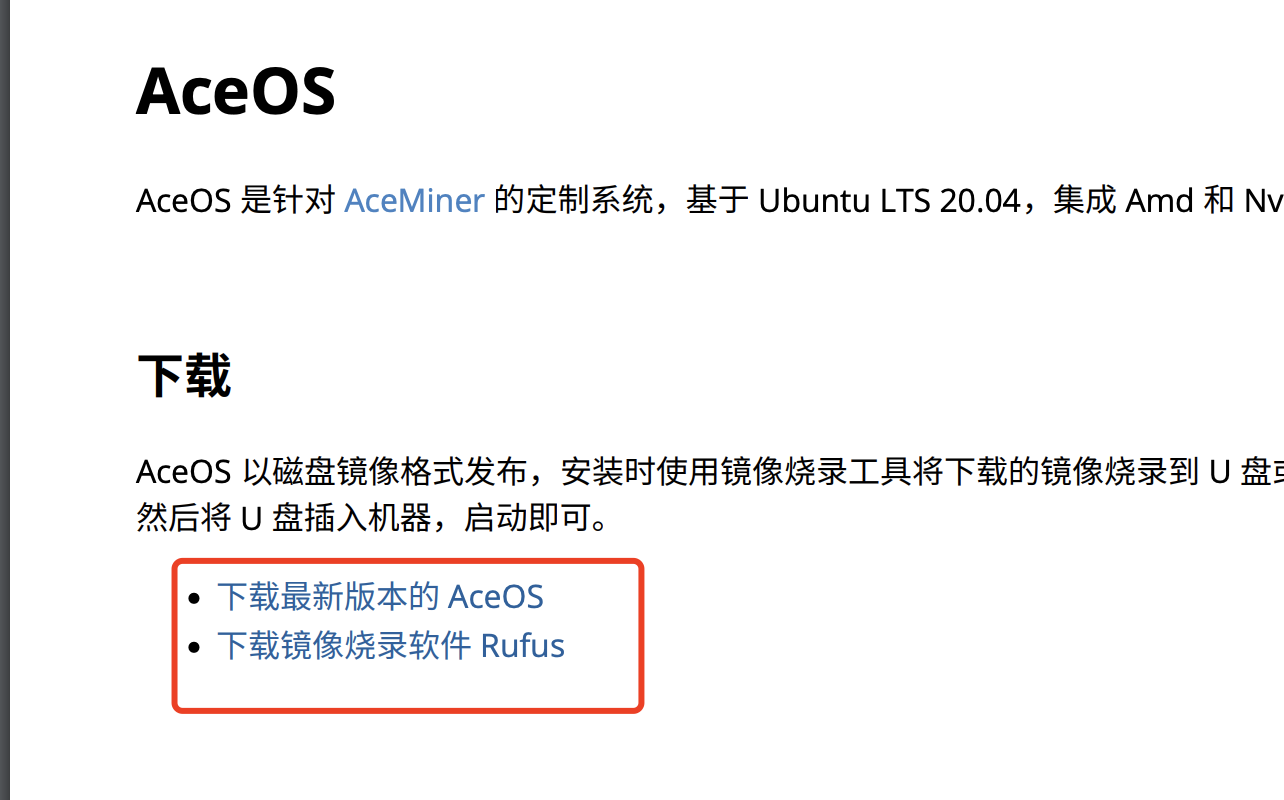 AceOS
AceOS 是针对 AceMiner 的定制系统，基于 Ubuntu LTS 20.04，集成 Amd 和 Nv
下载
AceOS 以磁盘镜像格式发布，安装时使用镜像烧录工具将下载的镜像烧录到 U 盘或
然后将 U 盘插入机器，启动即可。
• 下载最新版本的 AceOS
• 下载镜像烧录软件 Rufus